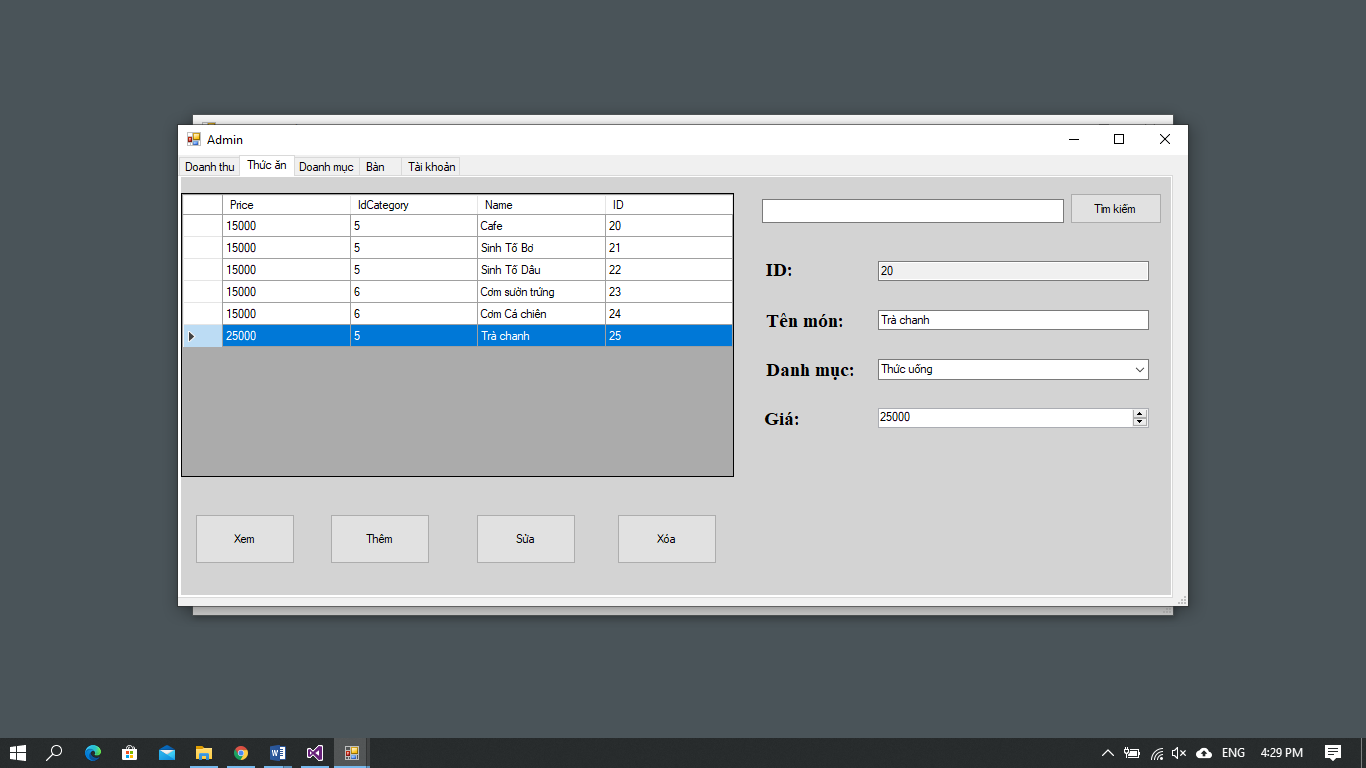 Admin
Doanh thu Thức ăn Doanh mục Bàn Tài khoản
Price IdCategory Name ID
15000 5 Cafe 20
15000 5 Sinh Tố Bơ 21
15000 5 Sinh Tố Dâu 22
15000 6 Cơm sườn trứng 23
15000 6 Cơm Cá chiên 24
25000 5 Trà chanh 25
Tìm kiếm
ID: 20
Tên món: Trà chanh
Danh mục: Thức uống
Giá: 25000
Xem Thêm Sửa Xóa
ENG 4:29 PM